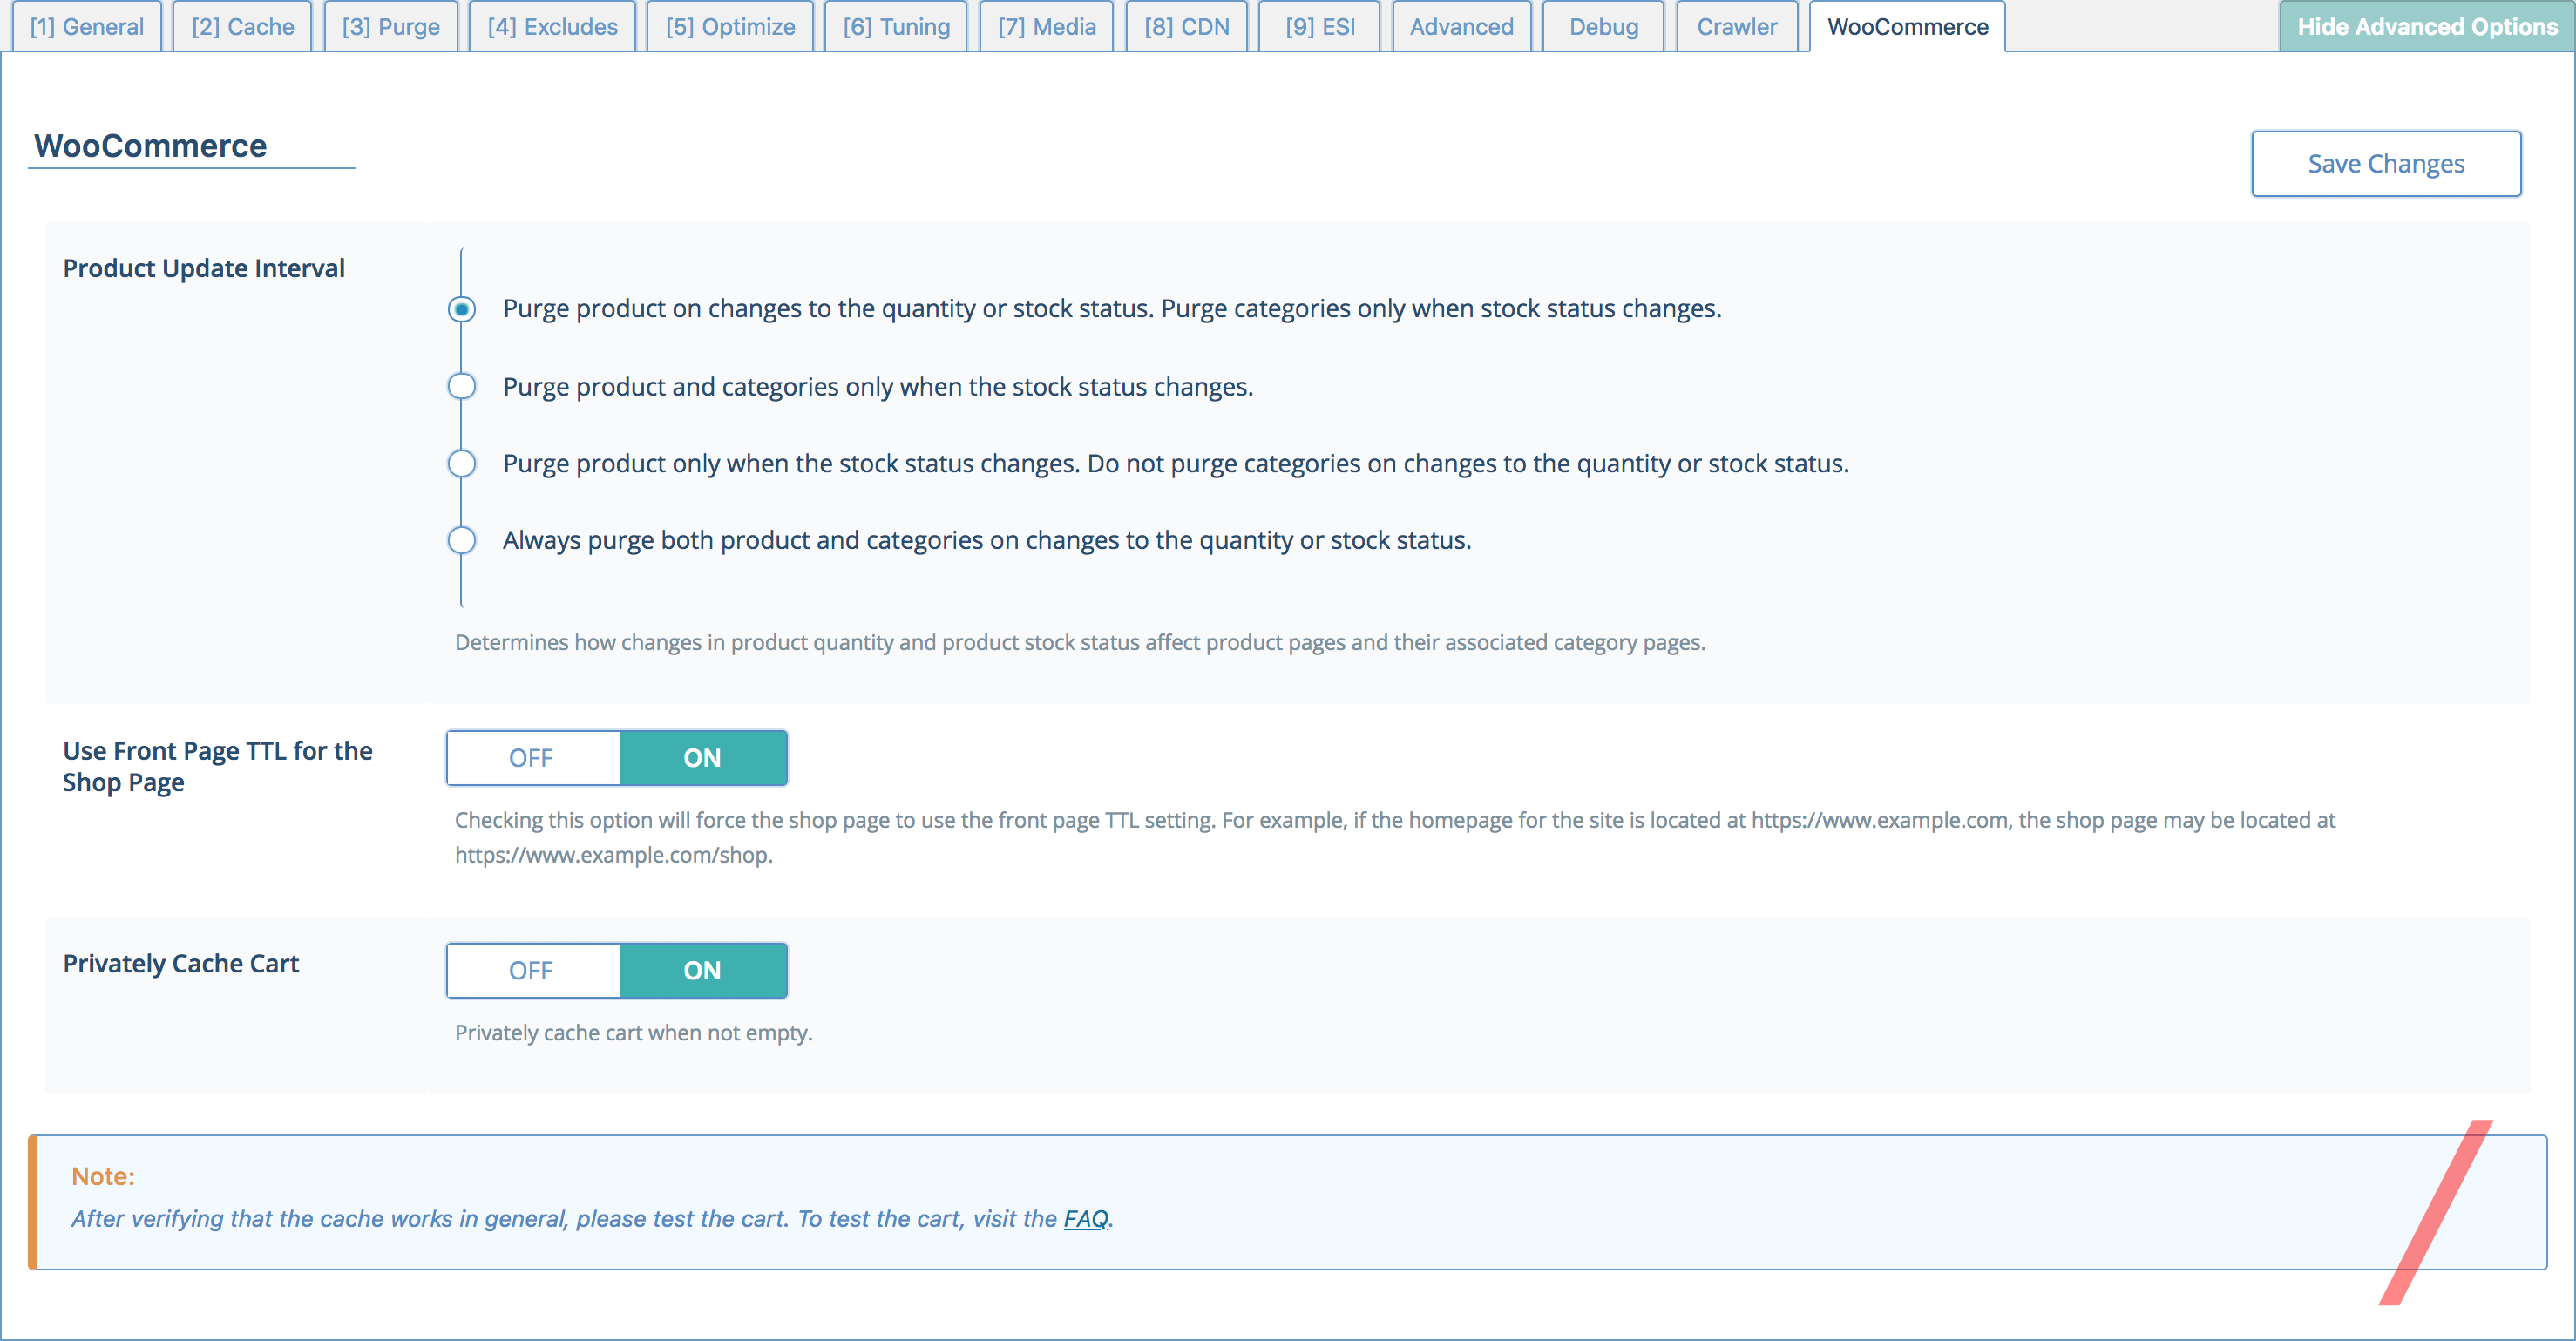 [1] General [2] Cache [3] Purge [4] Excludes [5] Optimize [6] Tuning [7] Media [8] CDN [9] ESI Advanced Debug Crawler WooCommerce Hide Advanced Options
WooCommerce
Save Changes
Product Update Interval
Purge product on changes to the quantity or stock status. Purge categories only when stock status changes.
Purge product and categories only when the stock status changes.
Purge product only when the stock status changes. Do not purge categories on changes to the quantity or stock status.
Always purge both product and categories on changes to the quantity or stock status.
Determines how changes in product quantity and product stock status affect product pages and their associated category pages.
Use Front Page TTL for the
Shop Page
OFF ON
Checking this option will force the shop page to use the front page TTL setting. For example, if the homepage for the site is located at https://www.example.com, the shop page may be located at
https://www.example.com/shop.
Privately Cache Cart
OFF ON
Privately cache cart when not empty.
Note:
After verifying that the cache works in general, please test the cart. To test the cart, visit the FAQ.